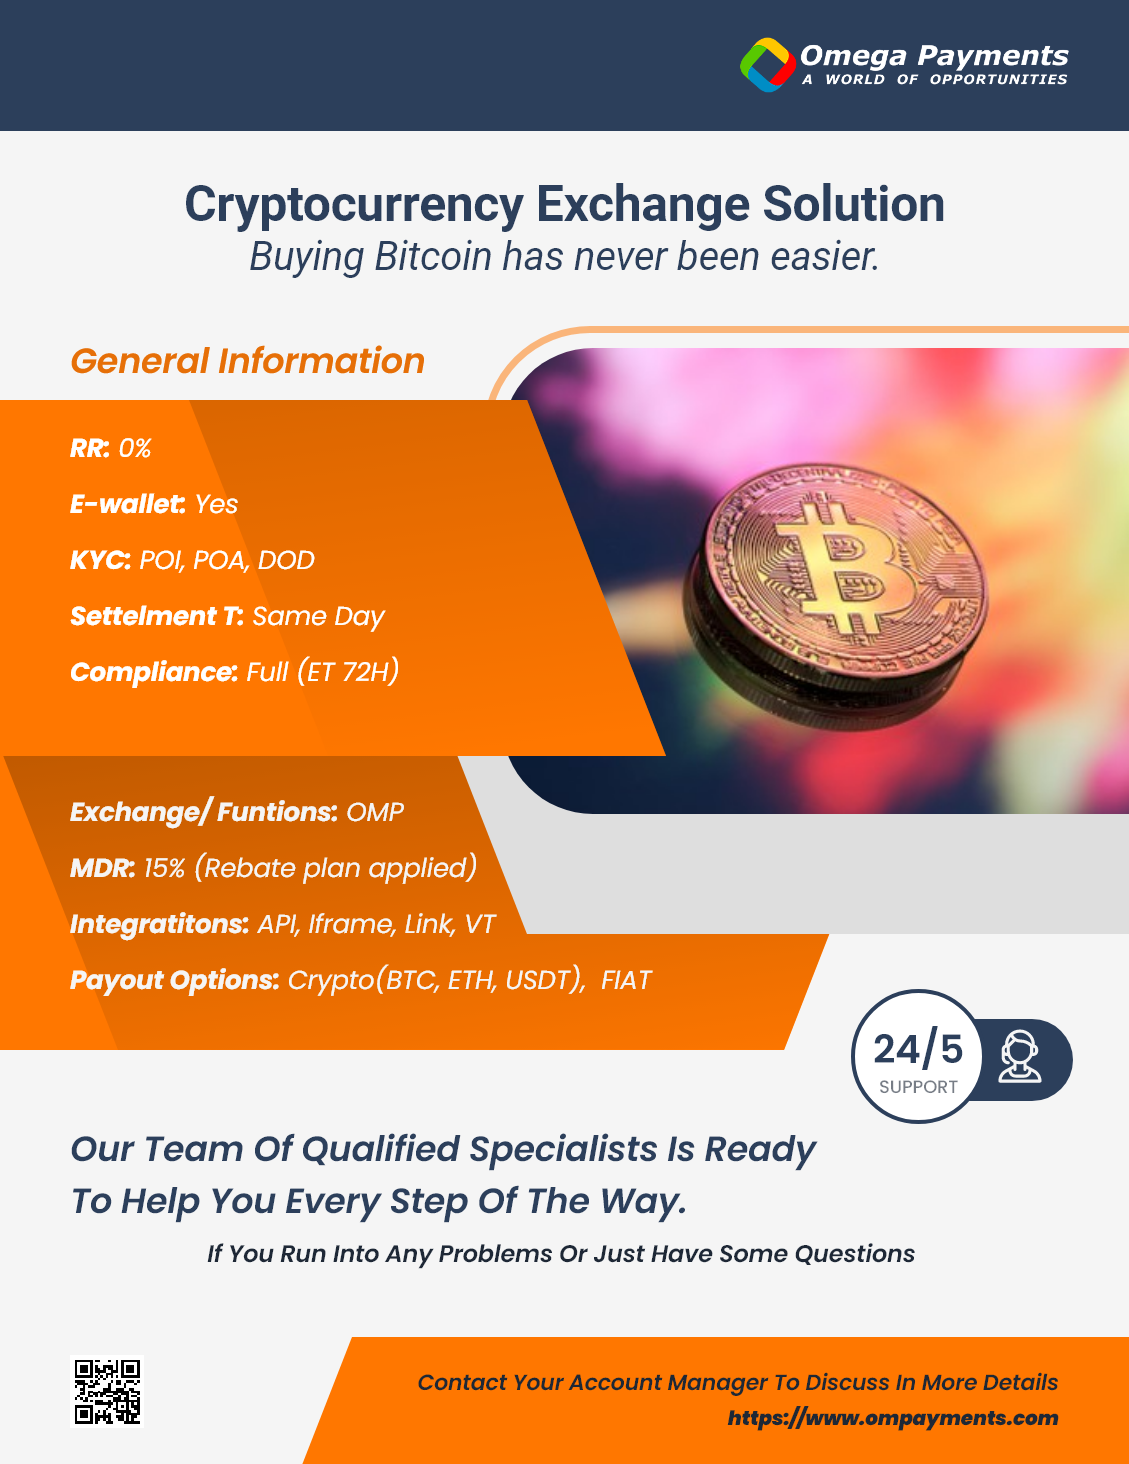 Omega Payments
A WORLD OF OPPORTUNITIES
Cryptocurrency Exchange Solution
Buying Bitcoin has never been easier.
General Information
RR: 0%
E-wallet: Yes
KYC: POI, POA, DOD
Settelment T: Same Day
Compliance: Full (ET 72H)
Exchange/ Funtions: OMP
MDR: 15% (Rebate plan applied)
Integratitons: API, Iframe, Link, VT
Payout Options: Crypto(BTC, ETH, USDT), FIAT
24/5
SUPPORT
Our Team Of Qualified Specialists Is Ready
To Help You Every Step Of The Way.
If You Run Into Any Problems Or Just Have Some Questions
Contact Your Account Manager To Discuss In More Details
https://www.ompayments.com